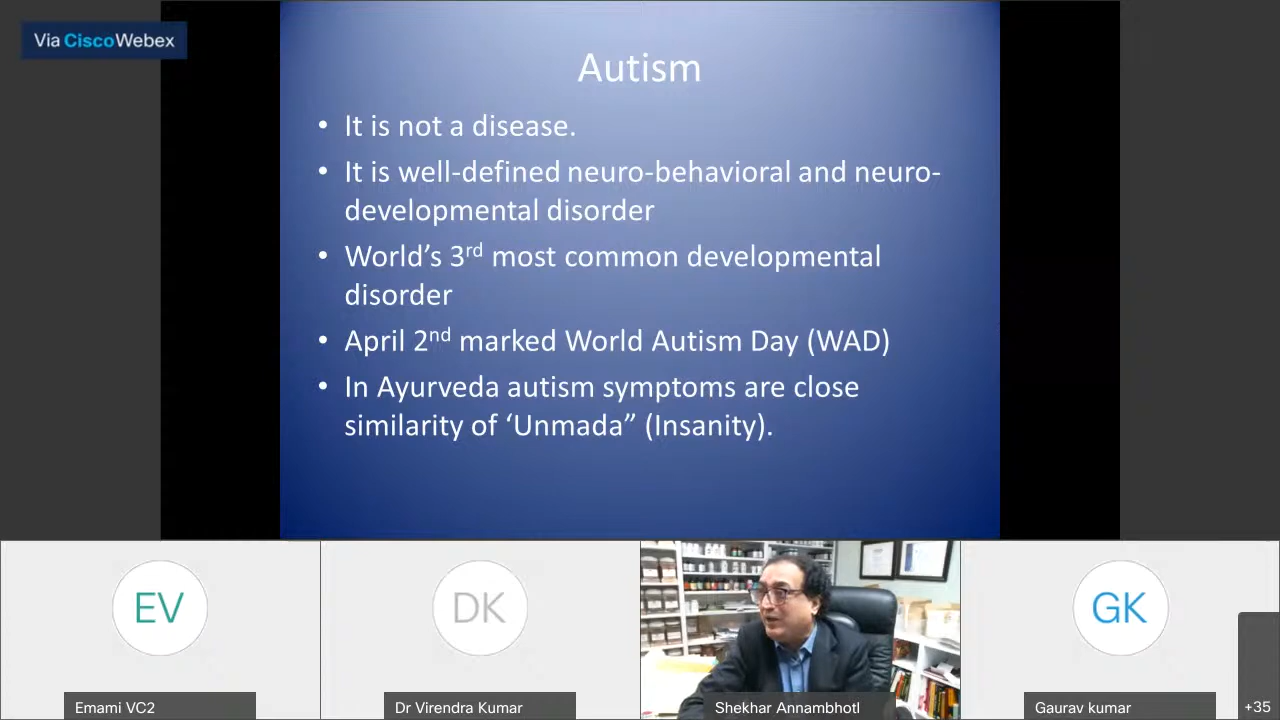 Via CiscoWebex
Autism
• It is not a disease.
• It is well-defined neuro-behavioral and neuro-
developmental disorder
• World’s 3rd most common developmental
disorder
• April 2nd marked World Autism Day (WAD)
• In Ayurveda autism symptoms are close
similarity of ‘Unmada” (Insanity).
EV
DK
GK
Emami VC2
Dr Virendra Kumar
Shekhar Annambhotl
Gaurav kumar
+35